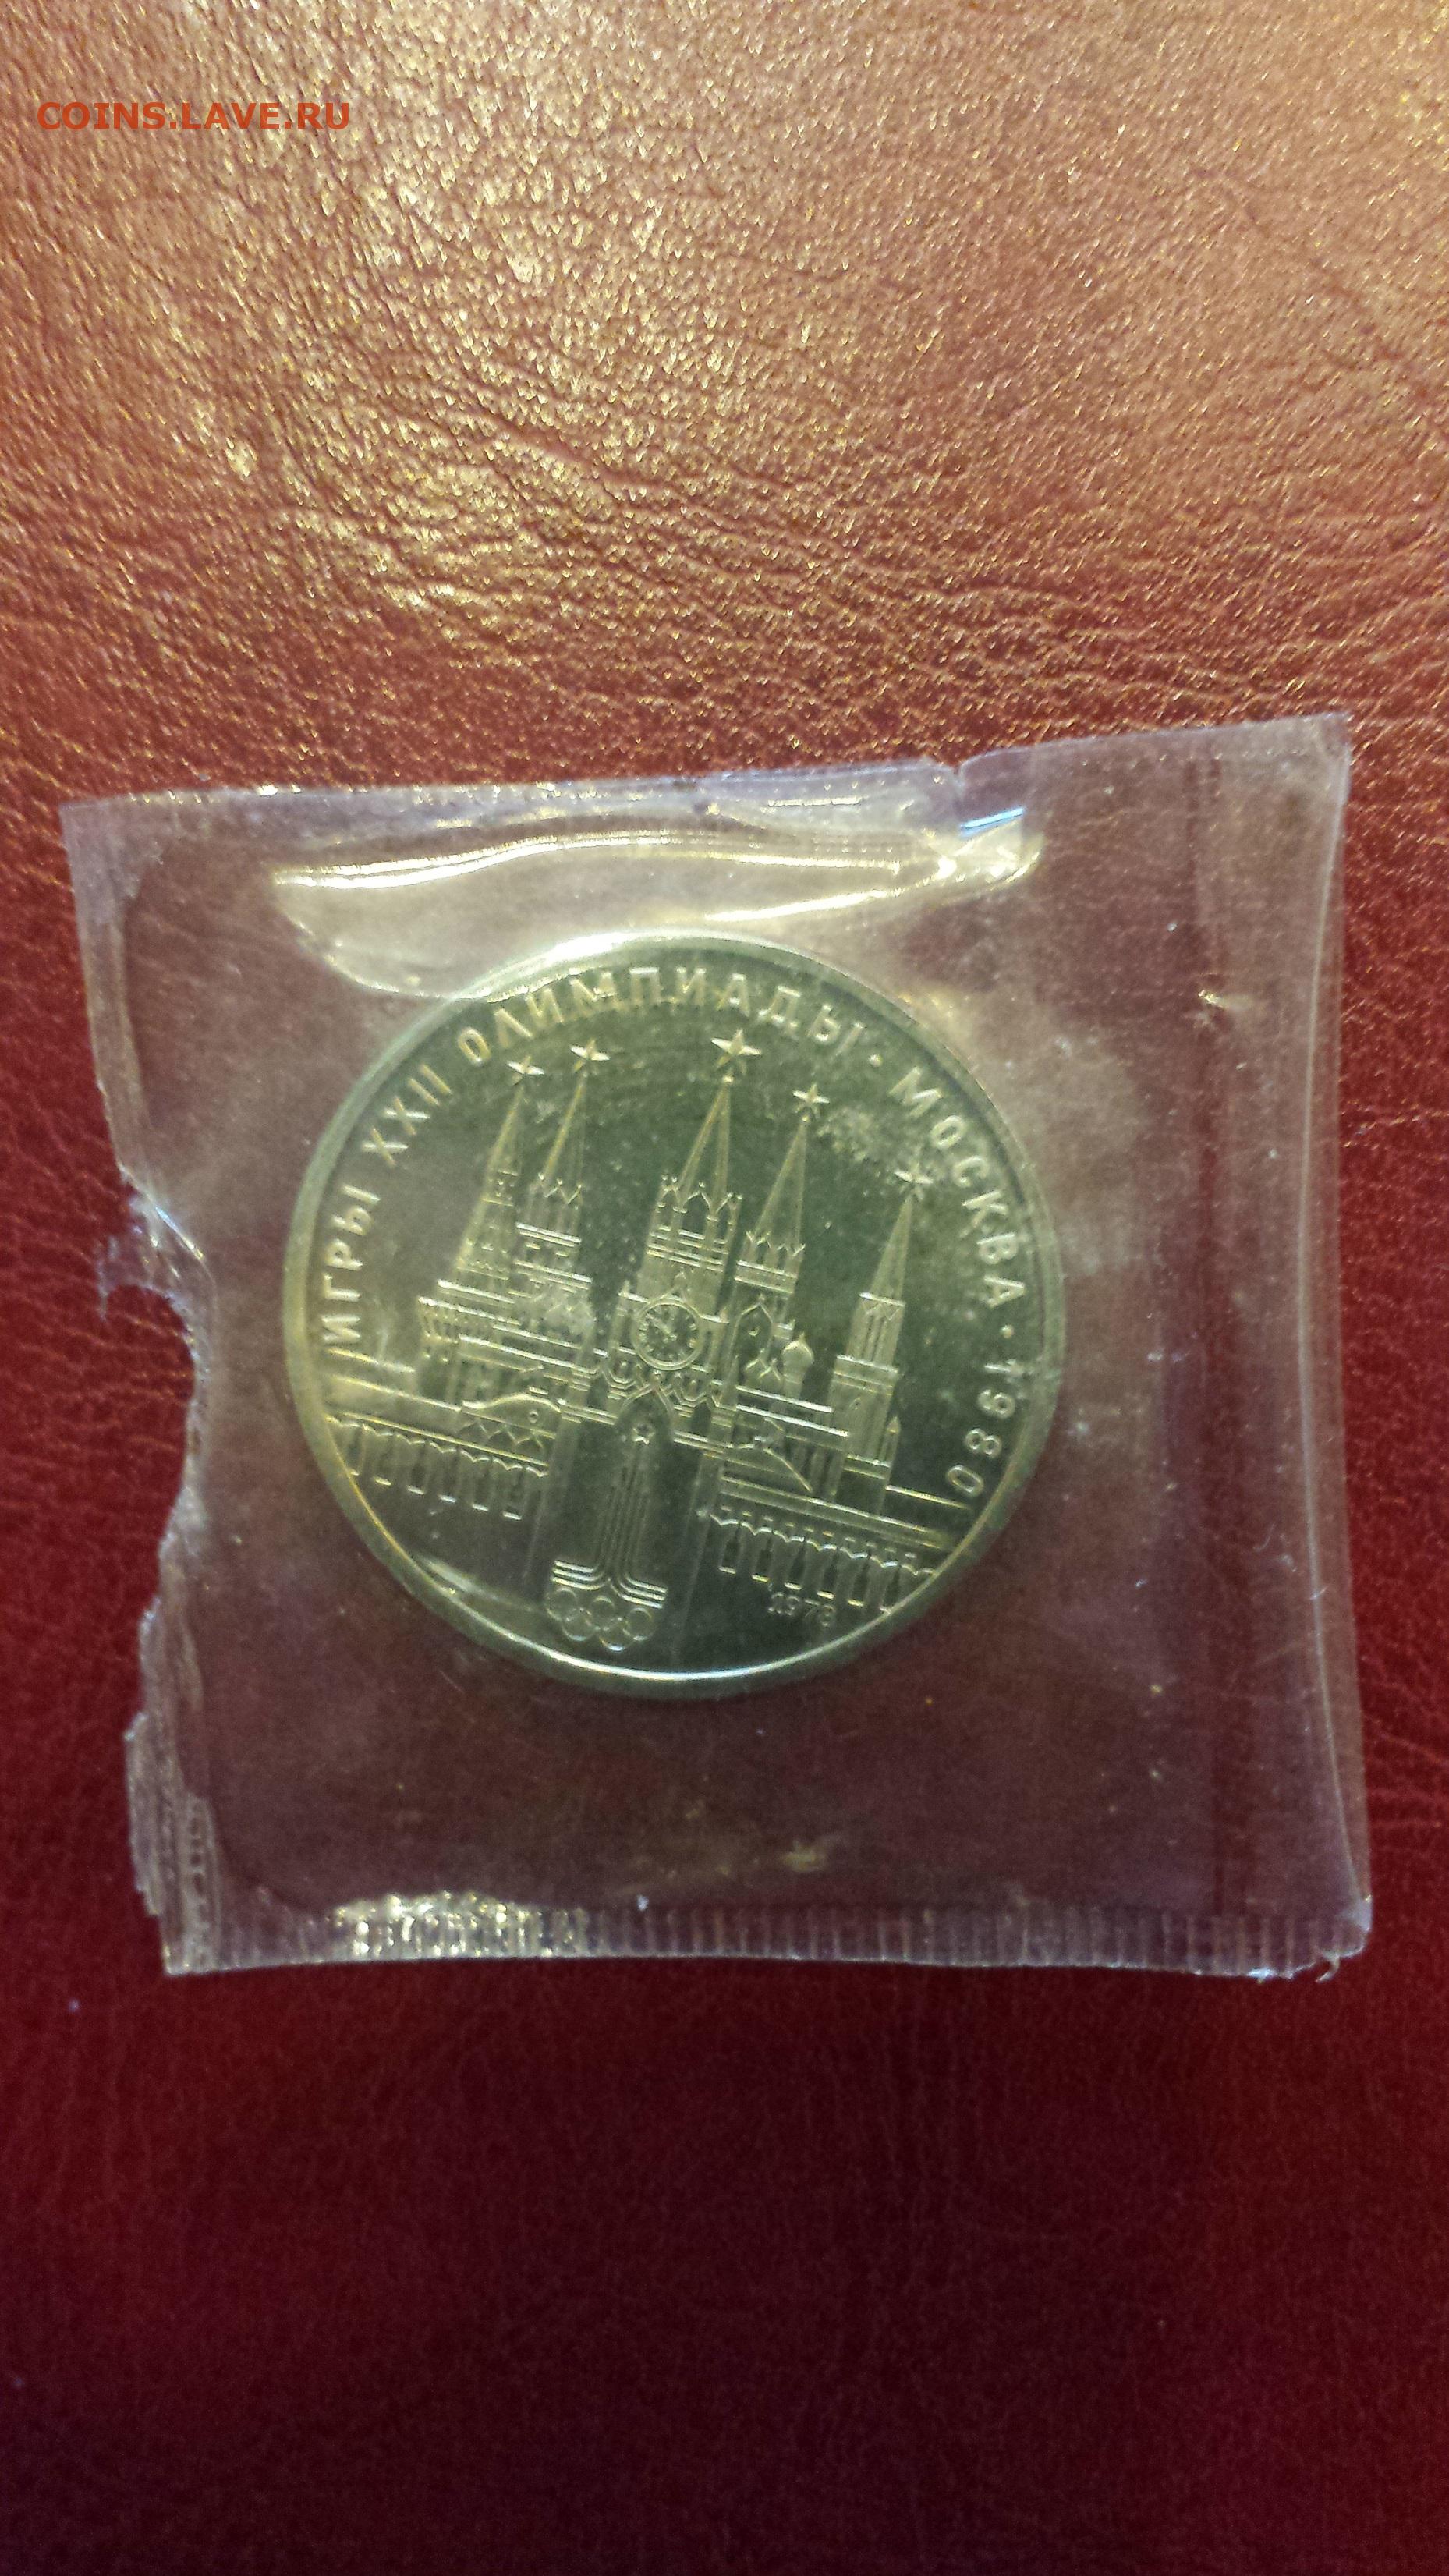 COINS.LAVE.RU
ИГРЫ XXII ОЛИМПИАДЫ · МОСКВА · 1980
1978